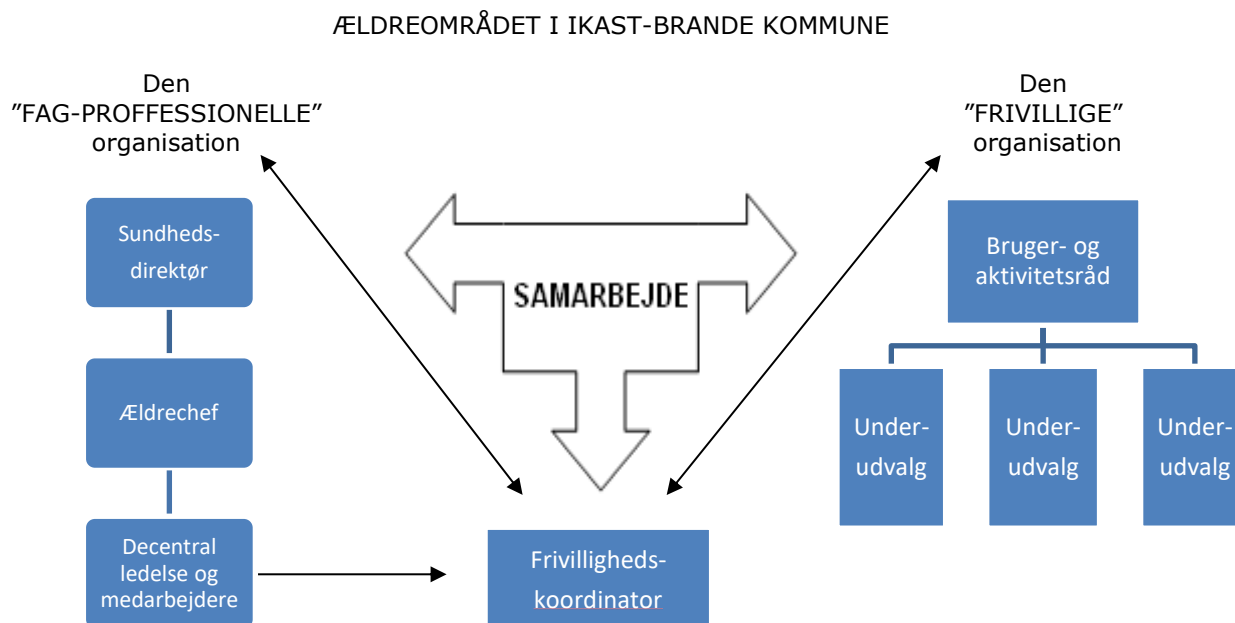 ÆLDREOMRÅDET I IKAST-BRANDE KOMMUNE
Den
”FAG-PROFFESSIONELLE”
organisation
Den
”FRIVILLIGE”
organisation
Sundheds-
direktør
Ældrechef
Decentral
ledelse og
medarbejdere
SAMARBEJDE
Frivilligheds-
koordinator
Bruger- og
aktivitetsråd
Under-
udvalg
Under-
udvalg
Under-
udvalg